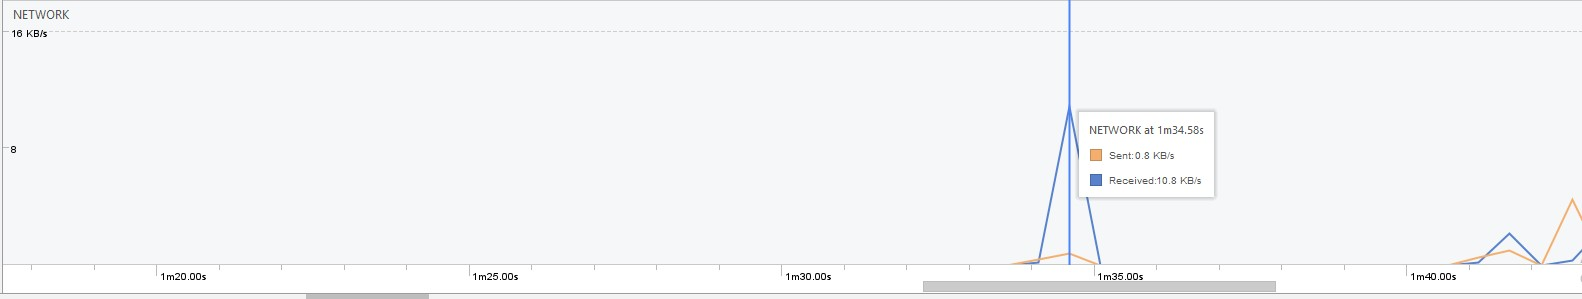 NETWORK
16 KB/s
8
NETWORK at 1m34.58s
Sent:0.8 KB/s
Received:10.8 KB/s
1m20.00s
1m25.00s
1m30.00s
1m35.00s
1m40.00s